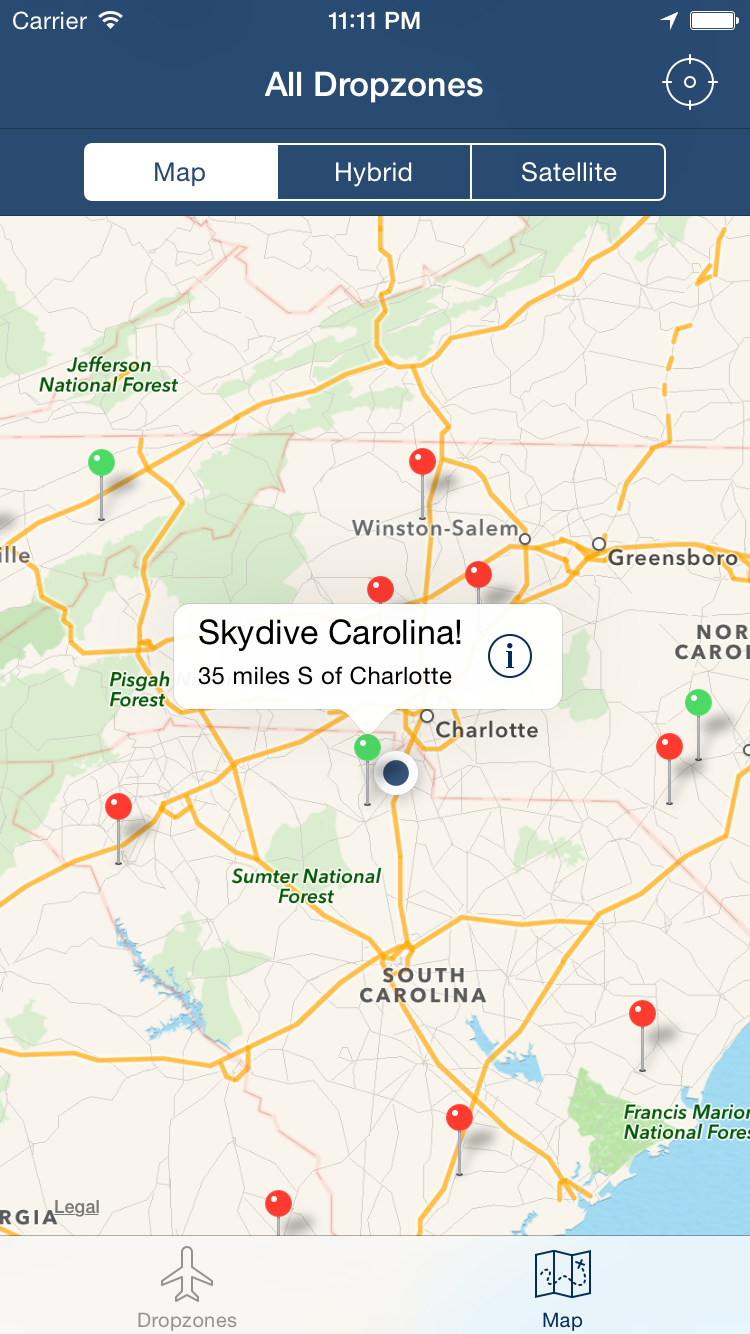 Carrier 11:11 PM
All Dropzones
Map Hybrid Satellite
Jefferson
National Forest
Winston-Salem
ille
Greensboro
Skydive Carolina!
35 miles S of Charlotte
NOR
CAROL
Pisgah N
Forest
Charlotte
Sumter National
Forest
SOUTH
CAROLINA
Francis Marion
National Fores
RGIA
Legal
Dropzones Map